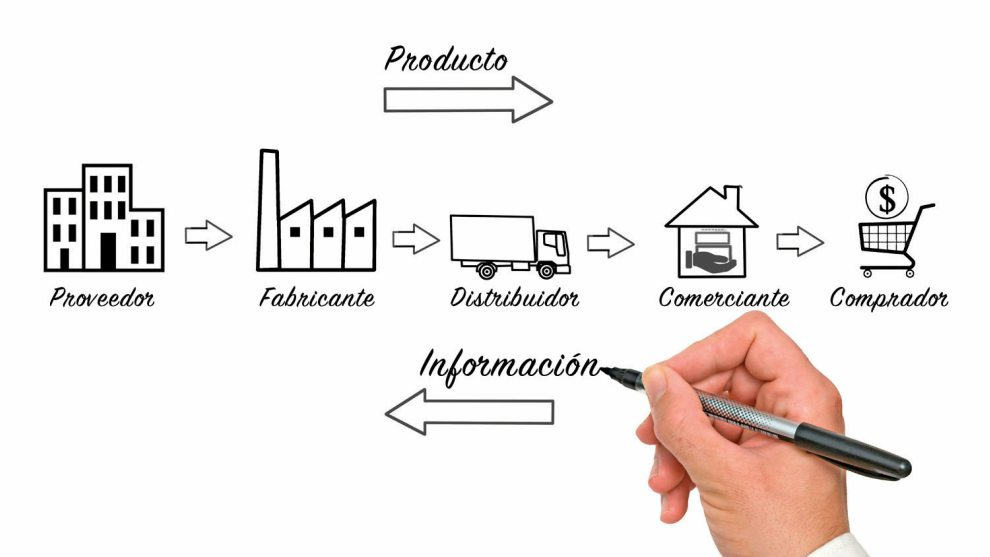 Producto
Proveedor
Fabricante
Distribuidor
Comerciante
Comprador
$
Información